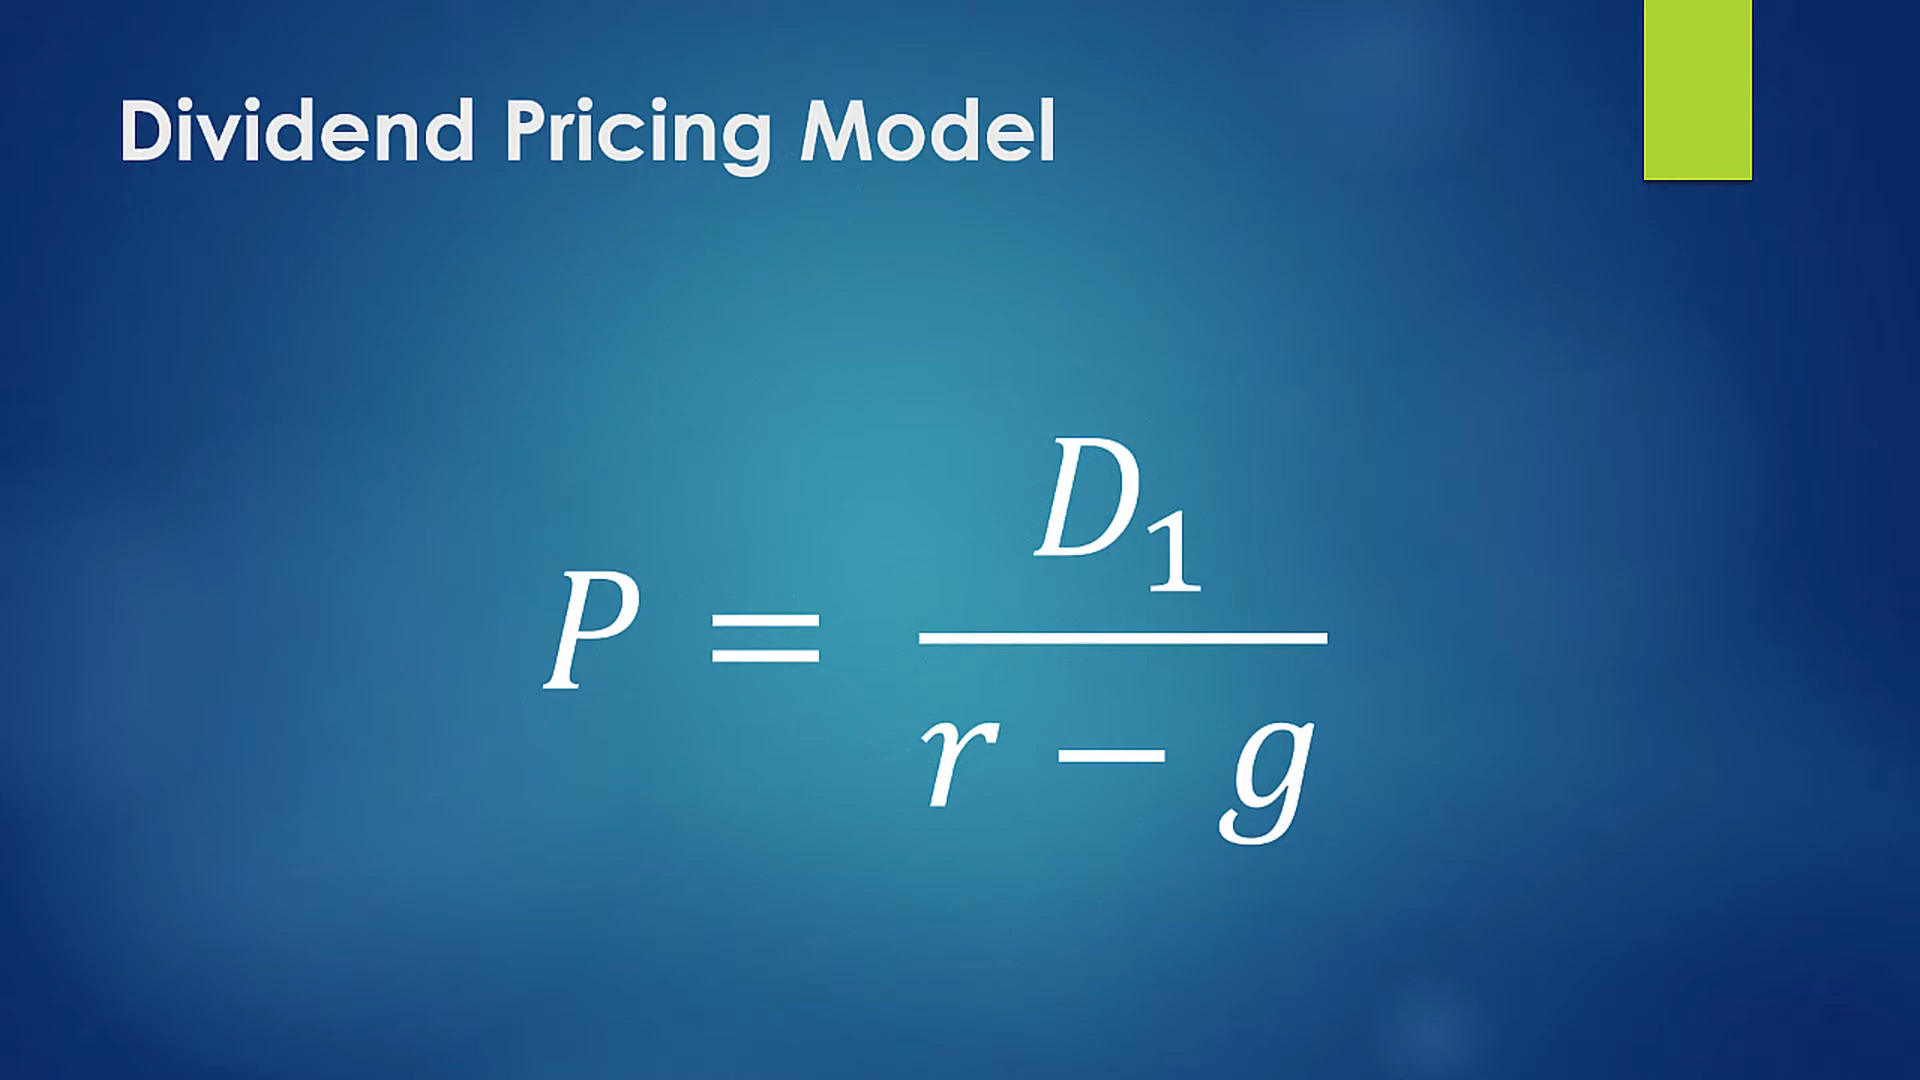 Dividend Pricing Model
P = D₁ / r − g